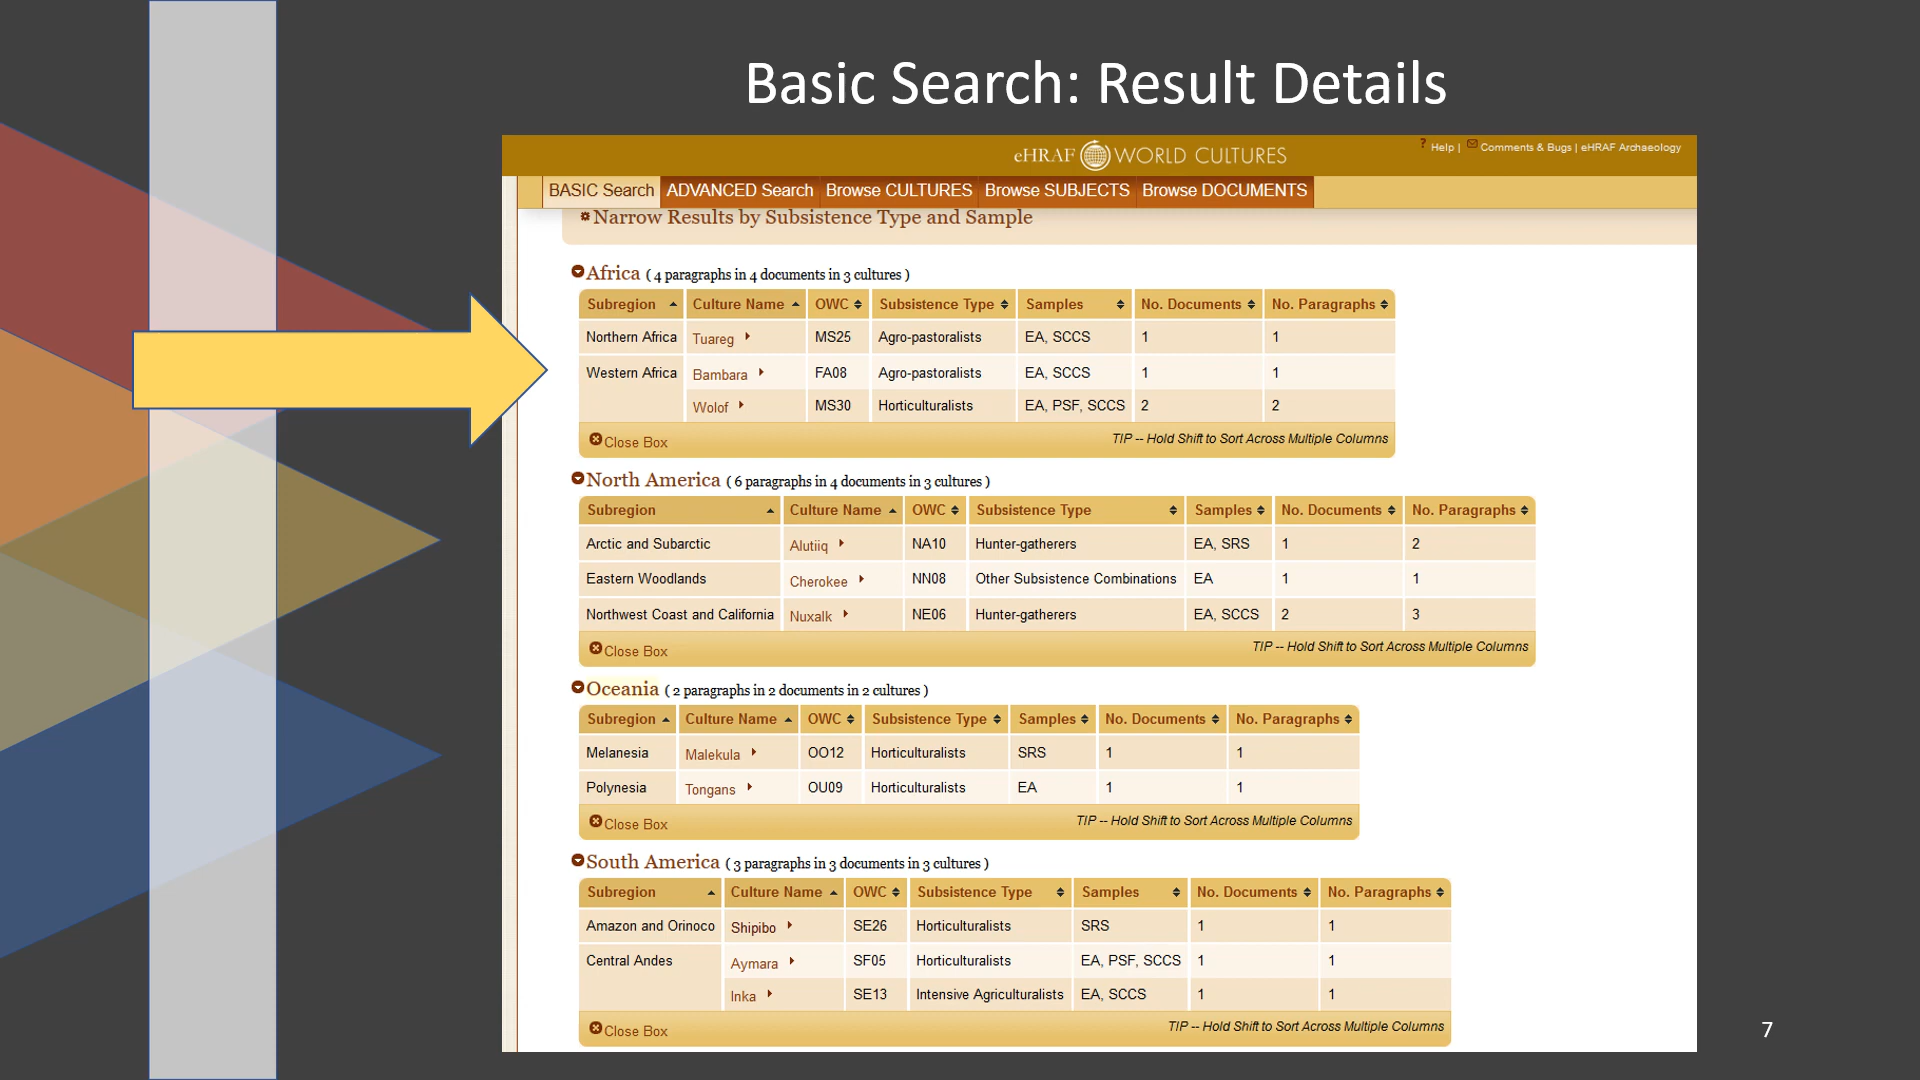 Basic Search: Result Details
eHRAF WORLD CULTURES
? Help | Comments & Bugs | eHRAF Archaeology
BASIC Search ADVANCED Search Browse CULTURES Browse SUBJECTS Browse DOCUMENTS
Narrow Results by Subsistence Type and Sample
Africa ( 4 paragraphs in 4 documents in 3 cultures )
Subregion Culture Name OWC Subsistence Type Samples No. Documents No. Paragraphs
Northern Africa Tuareg MS25 Agro-pastoralists EA, SCCS 1 1
Western Africa Bambara FA08 Agro-pastoralists EA, SCCS 1 1
Wolof MS30 Horticulturalists EA, PSF, SCCS 2 2
Close Box TIP -- Hold Shift to Sort Across Multiple Columns
North America ( 6 paragraphs in 4 documents in 3 cultures )
Subregion Culture Name OWC Subsistence Type Samples No. Documents No. Paragraphs
Arctic and Subarctic Alutiiq NA10 Hunter-gatherers EA, SRS 1 2
Eastern Woodlands Cherokee NN08 Other Subsistence Combinations EA 1 1
Northwest Coast and California Nuxalk NE06 Hunter-gatherers EA, SCCS 2 3
Close Box TIP -- Hold Shift to Sort Across Multiple Columns
Oceania ( 2 paragraphs in 2 documents in 2 cultures )
Subregion Culture Name OWC Subsistence Type Samples No. Documents No. Paragraphs
Melanesia Malekula OO12 Horticulturalists SRS 1 1
Polynesia Tongans OU09 Horticulturalists EA 1 1
Close Box TIP -- Hold Shift to Sort Across Multiple Columns
South America ( 3 paragraphs in 3 documents in 3 cultures )
Subregion Culture Name OWC Subsistence Type Samples No. Documents No. Paragraphs
Amazon and Orinoco Shipibo SE26 Horticulturalists SRS 1 1
Central Andes Aymara SF05 Horticulturalists EA, PSF, SCCS 1 1
Inka SE13 Intensive Agriculturalists EA, SCCS 1 1
Close Box TIP -- Hold Shift to Sort Across Multiple Columns
7